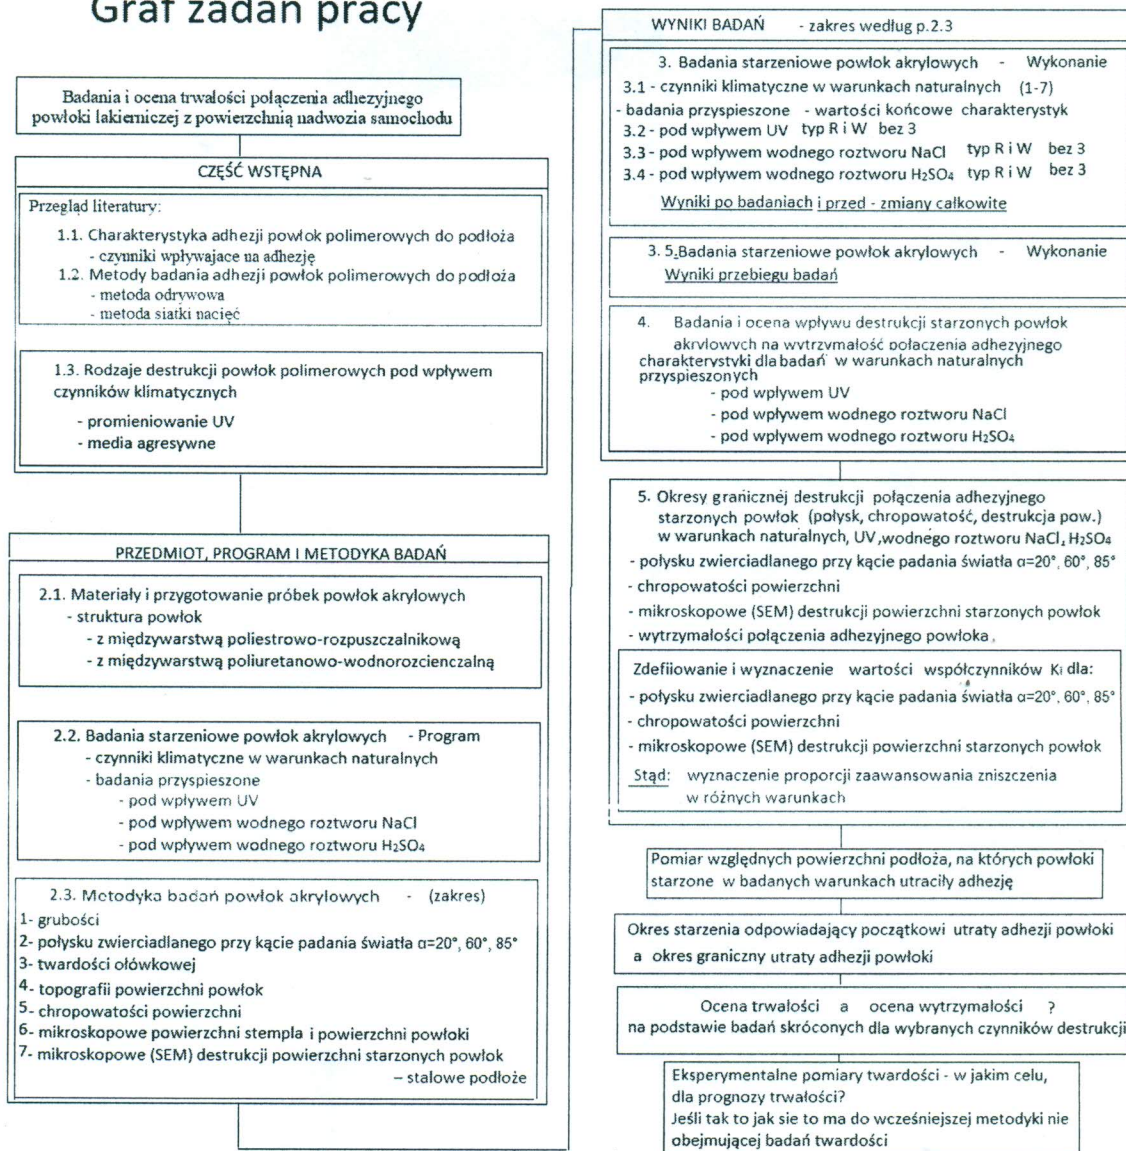 Graf zadań pracy
Badania i ocena trwałości połączenia adhezyjnego
powłoki lakierniczej z powierzchnią nadwozia samochodu
CZĘŚĆ WSTĘPNA
Przegląd literatury:
1.1. Charakterystyka adhezji powłok polimerowych do podłoża
- czynniki wpływajace na adhezję
1.2. Metody badania adhezji powłok polimerowych do podłoża
- metoda odrywowa
- metoda siatki nacięć
1.3. Rodzaje destrukcji powłok polimerowych pod wpływem
czynników klimatycznych
- promieniowanie UV
- media agresywne
PRZEDMIOT, PROGRAM I METODYKA BADAŃ
2.1. Materiały i przygotowanie próbek powłok akrylowych
- struktura powłok
- z międzywarstwą poliestrowo-rozpuszczalnikową
- z międzywarstwą poliuretanowo-wodnorozcienczalną
2.2. Badania starzeniowe powłok akrylowych - Program
- czynniki klimatyczne w warunkach naturalnych
- badania przyspieszone
- pod wpływem UV
- pod wpływem wodnego roztworu NaCl
- pod wpływem wodnego roztworu H₂SO₄
2.3. Metodyka badań powłok akrylowych - (zakres)
1- grubości
2- połysku zwierciadlanego przy kącie padania światła α=20°, 60°, 85°
3- twardości ołówkowej
4- topografii powierzchni powłok
5- chropowatości powierzchni
6- mikroskopowe powierzchni stempla i powierzchni powłoki
7- mikroskopowe (SEM) destrukcji powierzchni starzonych powłok
– stalowe podłoże
WYNIKI BADAŃ - zakres według p.2.3
3. Badania starzeniowe powłok akrylowych - Wykonanie
3.1 - czynniki klimatyczne w warunkach naturalnych (1-7)
- badania przyspieszone - wartości końcowe charakterystyk
3.2 - pod wpływem UV typ R i W bez 3
3.3 - pod wpływem wodnego roztworu NaCl typ R i W bez 3
3.4 - pod wpływem wodnego roztworu H₂SO₄ typ R i W bez 3
Wyniki po badaniach i przed - zmiany całkowite
3. 5.Badania starzeniowe powłok akrylowych - Wykonanie
Wyniki przebiegu badań
4. Badania i ocena wpływu destrukcji starzonych powłok
akrylowych na wytrzymałość połączenia adhezyjnego
charakterystyki dla badań w warunkach naturalnych
przyspieszonych
- pod wpływem UV
- pod wpływem wodnego roztworu NaCl
- pod wpływem wodnego roztworu H₂SO₄
5. Okresy granicznej destrukcji połączenia adhezyjnego
starzonych powłok (połysk, chropowatość, destrukcja pow.)
w warunkach naturalnych, UV,wodnego roztworu NaCl, H₂SO₄
- połysku zwierciadlanego przy kącie padania światła α=20°, 60°, 85°
- chropowatości powierzchni
- mikroskopowe (SEM) destrukcji powierzchni starzonych powłok
- wytrzymałości połączenia adhezyjnego powłoka
Zdefiiowanie i wyznaczenie wartości współczynników Ki dla:
- połysku zwierciadlanego przy kącie padania światła α=20°, 60°, 85°
- chropowatości powierzchni
- mikroskopowe (SEM) destrukcji powierzchni starzonych powłok
Stąd: wyznaczenie proporcji zaawansowania zniszczenia
w różnych warunkach
Pomiar względnych powierzchni podłoża, na których powłoki
starzone w badanych warunkach utraciły adhezję
Okres starzenia odpowiadający początkowi utraty adhezji powłoki
a okres graniczny utraty adhezji powłoki
Ocena trwałości a ocena wytrzymałości ?
na podstawie badań skróconych dla wybranych czynników destrukcji
Eksperymentalne pomiary twardości - w jakim celu,
dla prognozy trwałości?
Jeśli tak to jak sie to ma do wcześniejszej metodyki nie
obejmującej badań twardości